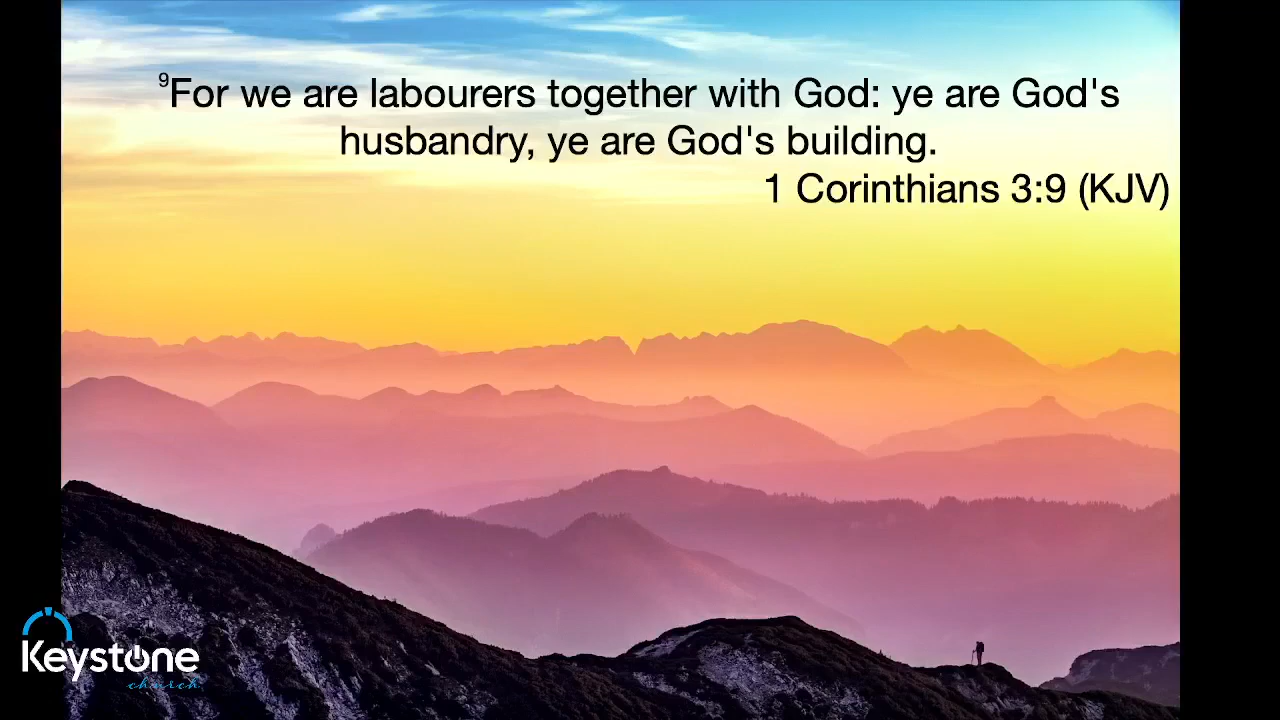 ⁹For we are labourers together with God: ye are God's
husbandry, ye are God's building.
1 Corinthians 3:9 (KJV)
Keystone
church